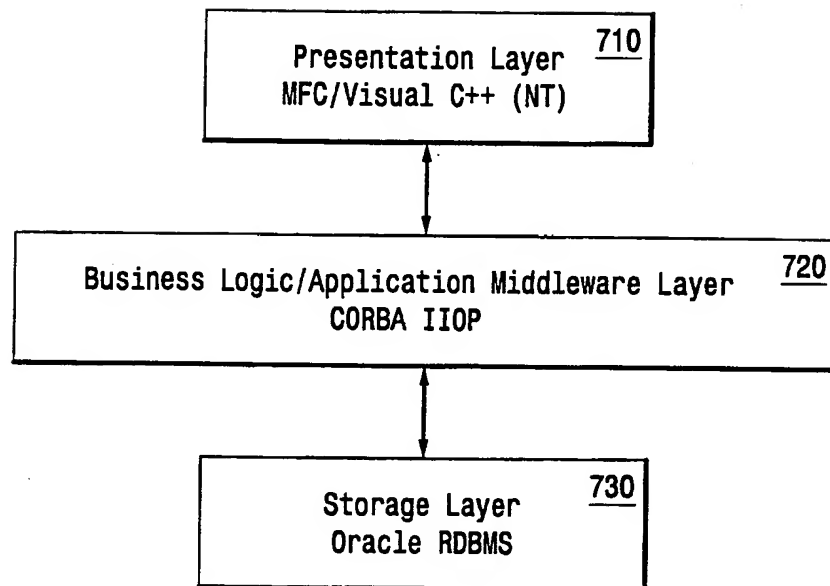 710
Presentation Layer
MFC/Visual C++ (NT)
720
Business Logic/Application Middleware Layer
CORBA IIOP
730
Storage Layer
Oracle RDBMS